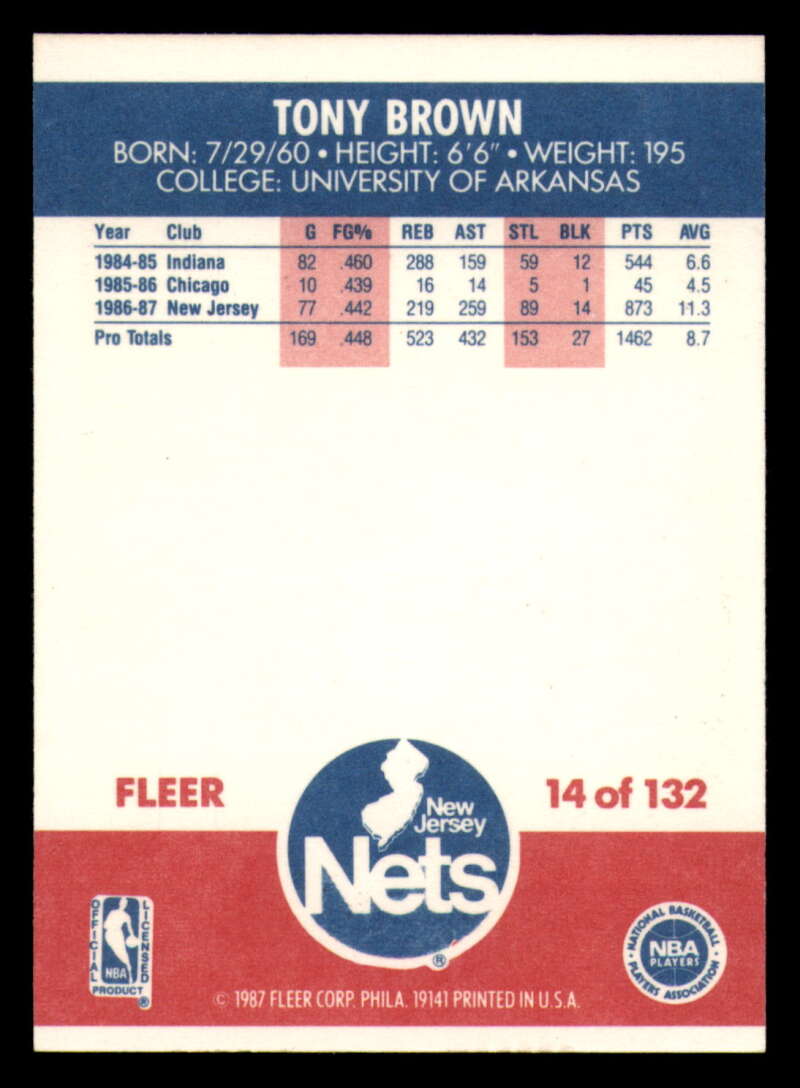 TONY BROWN
BORN: 7/29/60 • HEIGHT: 6'6" • WEIGHT: 195
COLLEGE: UNIVERSITY OF ARKANSAS
Year Club G FG% REB AST STL BLK PTS AVG
1984-85 Indiana 82 .460 288 159 59 12 544 6.6
1985-86 Chicago 10 .439 16 14 5 1 45 4.5
1986-87 New Jersey 77 .442 219 259 89 14 873 11.3
Pro Totals 169 .448 523 432 153 27 1462 8.7
FLEER
14 of 132
New
Jersey
Nets
®
OFFICIAL
LICENSED
NBA
PRODUCT ®
• NATIONAL BASKETBALL •
NBA
PLAYERS
PLAYERS ASSOCIATION
© 1987 FLEER CORP. PHILA. 19141 PRINTED IN U.S.A.